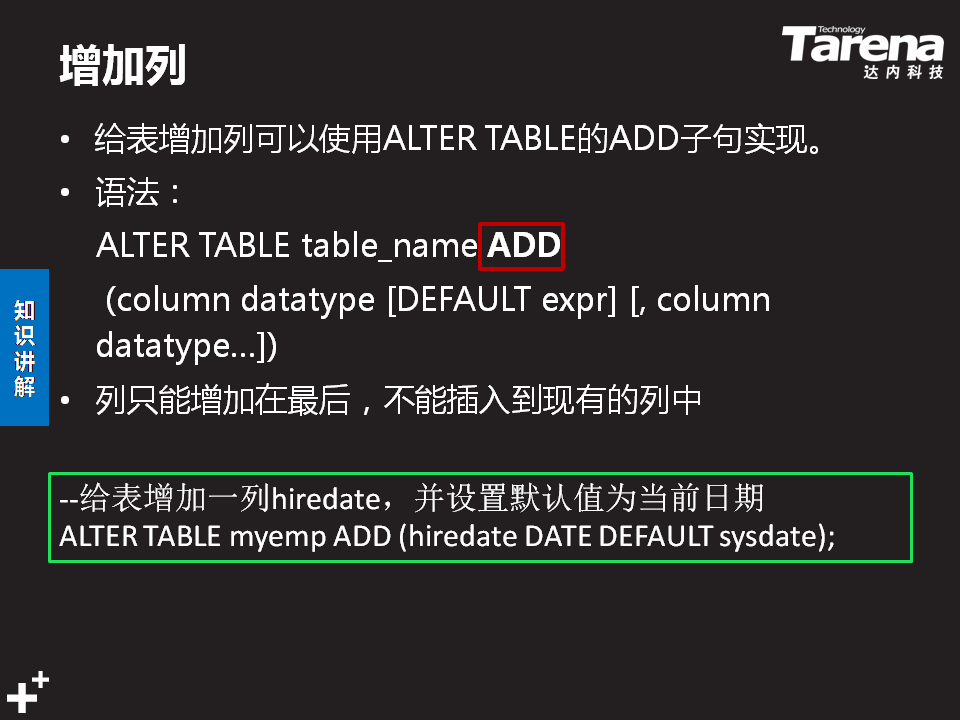 增加列
Technology
Tarena
达内科技
• 给表增加列可以使用ALTER TABLE的ADD子句实现。
• 语法：
ALTER TABLE table_name ADD
(column datatype [DEFAULT expr] [, column
datatype…])
• 列只能增加在最后，不能插入到现有的列中
知识讲解
--给表增加一列hiredate，并设置默认值为当前日期
ALTER TABLE myemp ADD (hiredate DATE DEFAULT sysdate);